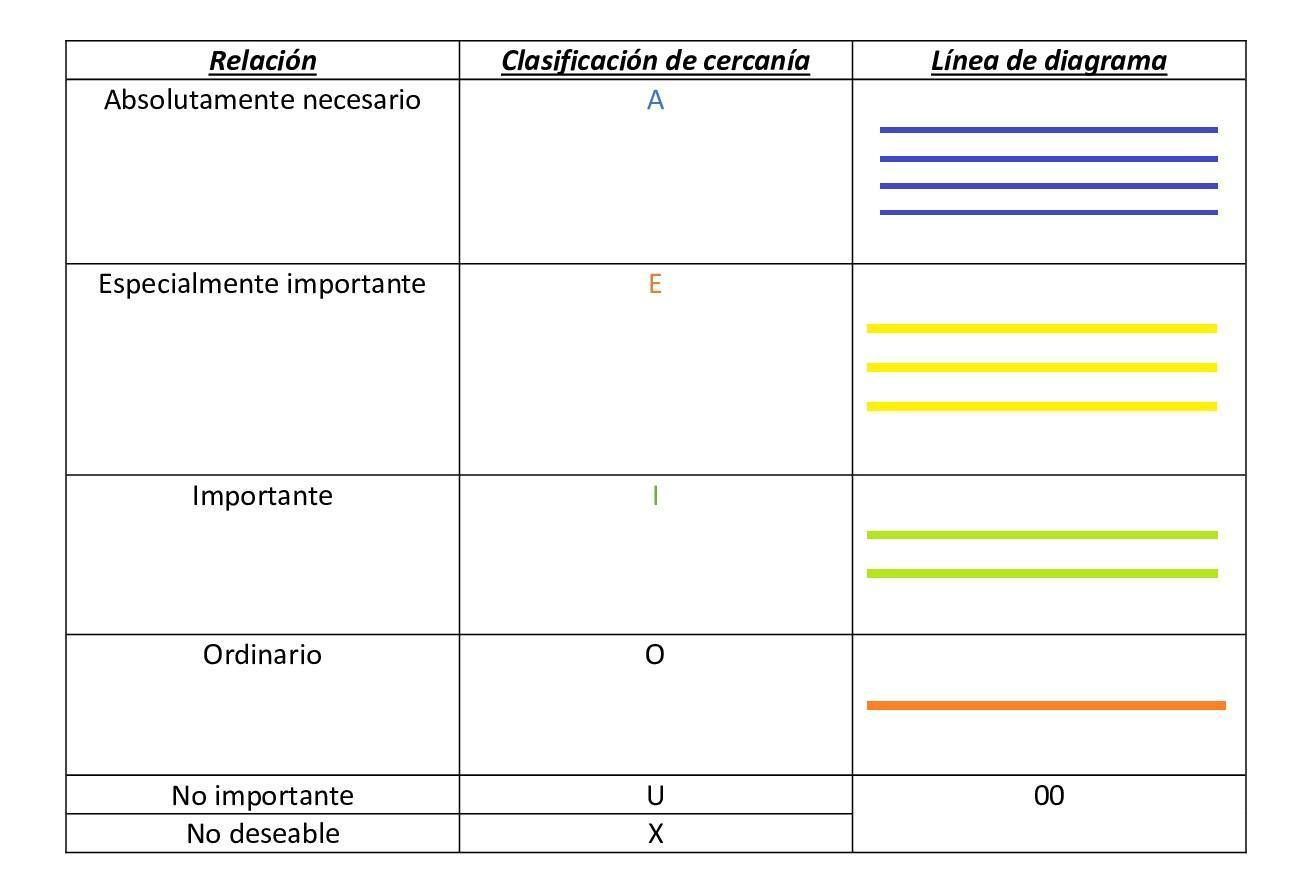 Relación Clasificación de cercanía Línea de diagrama
Absolutamente necesario A
Especialmente importante E
Importante I
Ordinario O
No importante U 00
No deseable X